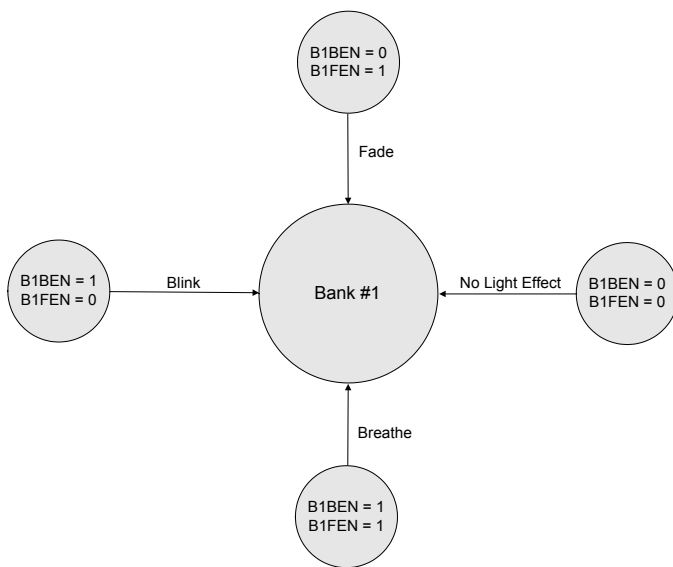 B1BEN = 0
B1FEN = 1
Fade
B1BEN = 1
B1FEN = 0
Blink
Bank #1
No Light Effect
B1BEN = 0
B1FEN = 0
Breathe
B1BEN = 1
B1FEN = 1